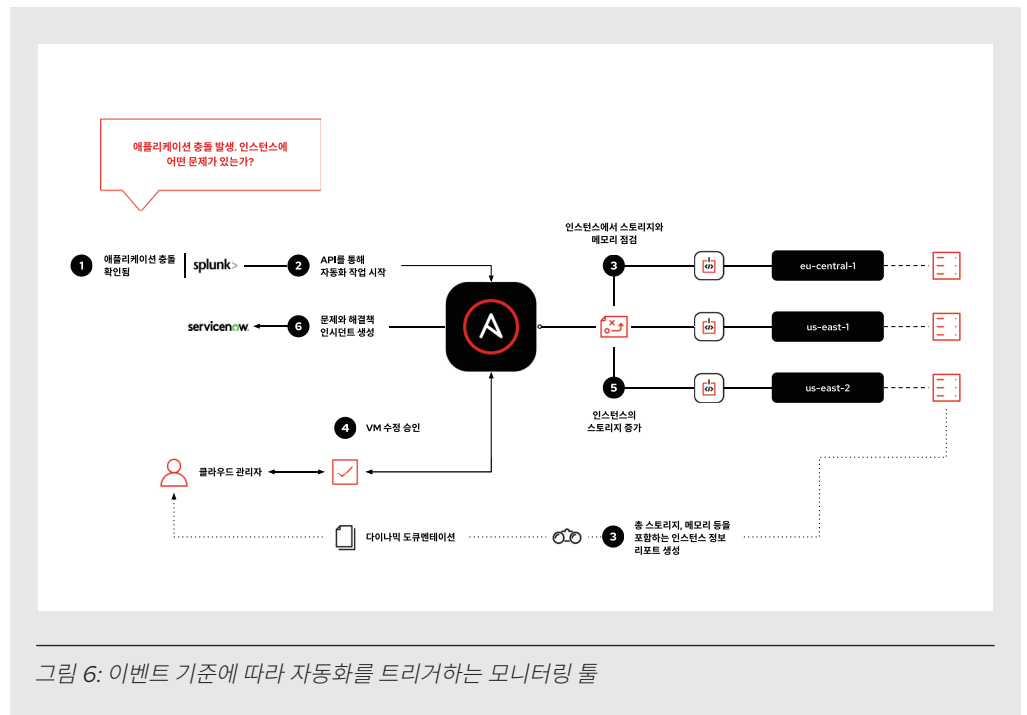 애플리케이션 충돌 발생. 인스턴스에
어떤 문제가 있는가?
1
애플리케이션 충돌
확인됨
splunk>
2
API를 통해
자동화 작업 시작
servicenow.
6
문제와 해결책
인시던트 생성
인스턴스에서 스토리지와
메모리 점검
3
eu-central-1
us-east-1
5
us-east-2
인스턴스의
스토리지 증가
4
VM 수정 승인
클라우드 관리자
다이나믹 도큐멘테이션
3
총 스토리지, 메모리 등을
포함하는 인스턴스 정보
리포트 생성
그림 6: 이벤트 기준에 따라 자동화를 트리거하는 모니터링 툴